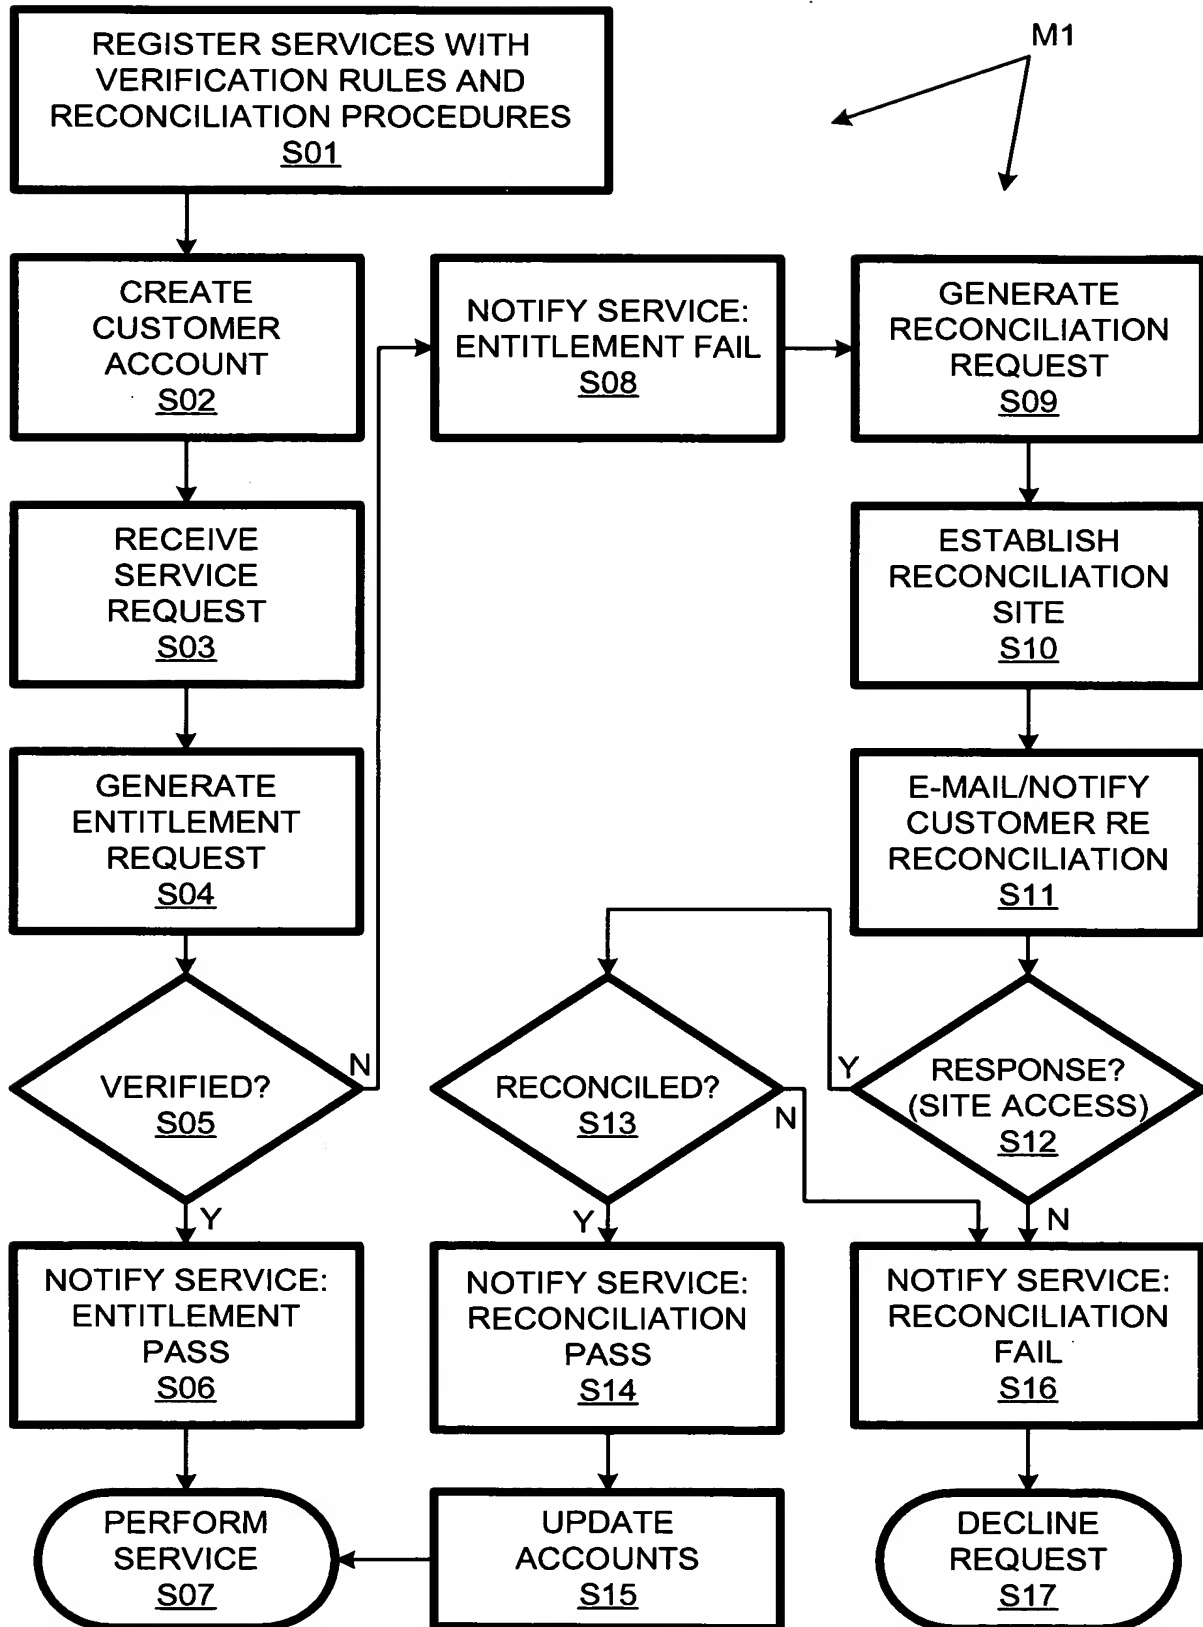 REGISTER SERVICES WITH
VERIFICATION RULES AND
RECONCILIATION PROCEDURES
S01
M1
CREATE
CUSTOMER
ACCOUNT
S02
NOTIFY SERVICE:
ENTITLEMENT FAIL
S08
GENERATE
RECONCILIATION
REQUEST
S09
RECEIVE
SERVICE
REQUEST
S03
ESTABLISH
RECONCILIATION
SITE
S10
GENERATE
ENTITLEMENT
REQUEST
S04
E-MAIL/NOTIFY
CUSTOMER RE
RECONCILIATION
S11
VERIFIED?
S05
N
Y
RECONCILED?
S13
N
Y
RESPONSE?
(SITE ACCESS)
S12
Y
N
NOTIFY SERVICE:
ENTITLEMENT
PASS
S06
NOTIFY SERVICE:
RECONCILIATION
PASS
S14
NOTIFY SERVICE:
RECONCILIATION
FAIL
S16
PERFORM
SERVICE
S07
UPDATE
ACCOUNTS
S15
DECLINE
REQUEST
S17